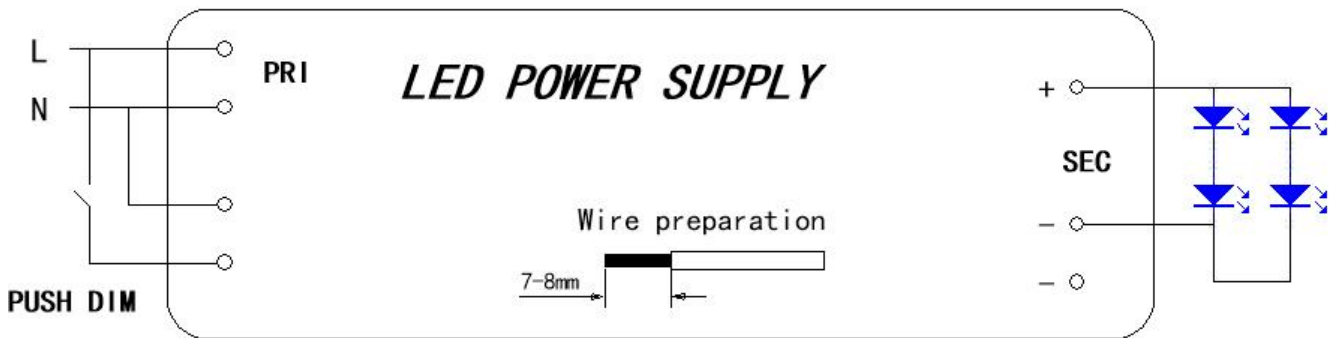 L
N
PRI
LED POWER SUPPLY
+
SEC
-
-
Wire preparation
7-8mm
PUSH DIM